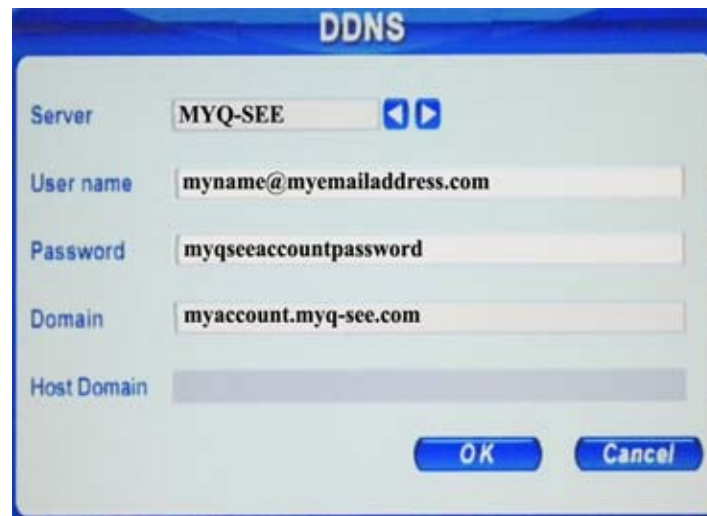 DDNS
Server MYQ-SEE
User name myname@myemailaddress.com
Password myqseeaccountpassword
Domain myaccount.myq-see.com
Host Domain
OK Cancel